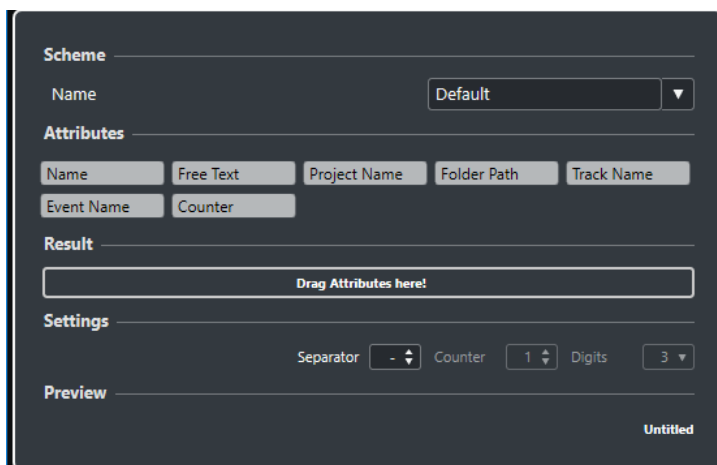 Scheme
Name Default
Attributes
Name Free Text Project Name Folder Path Track Name
Event Name Counter
Result
Drag Attributes here!
Settings
Separator - Counter 1 Digits 3
Preview
Untitled